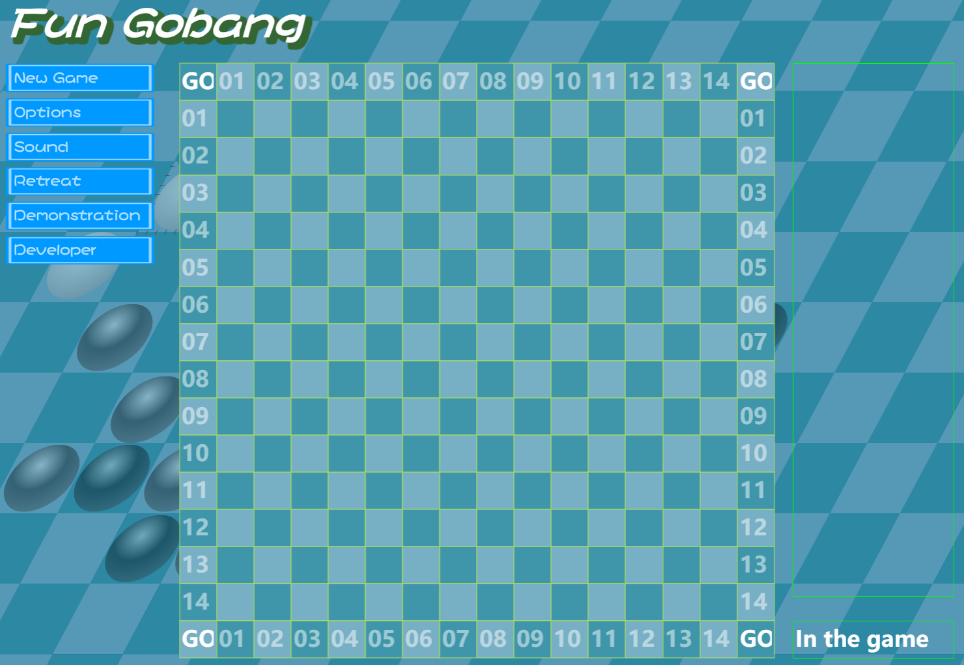 Fun Gobang
New Game
Options
Sound
Retreat
Demonstration
Developer
GO 01 02 03 04 05 06 07 08 09 10 11 12 13 14 GO
01 01
02 02
03 03
04 04
05 05
06 06
07 07
08 08
09 09
10 10
11 11
12 12
13 13
14 14
GO 01 02 03 04 05 06 07 08 09 10 11 12 13 14 GO
In the game